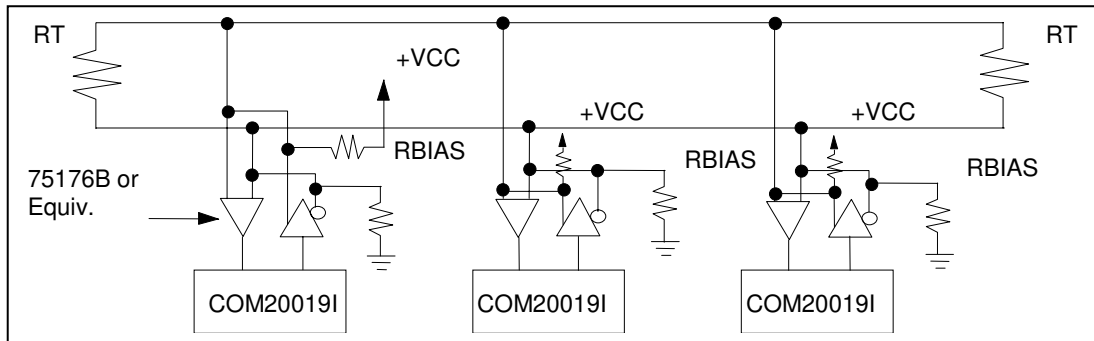 RT
RT
+VCC
+VCC
+VCC
RBIAS
RBIAS
RBIAS
75176B or
Equiv.
COM20019I
COM20019I
COM20019I